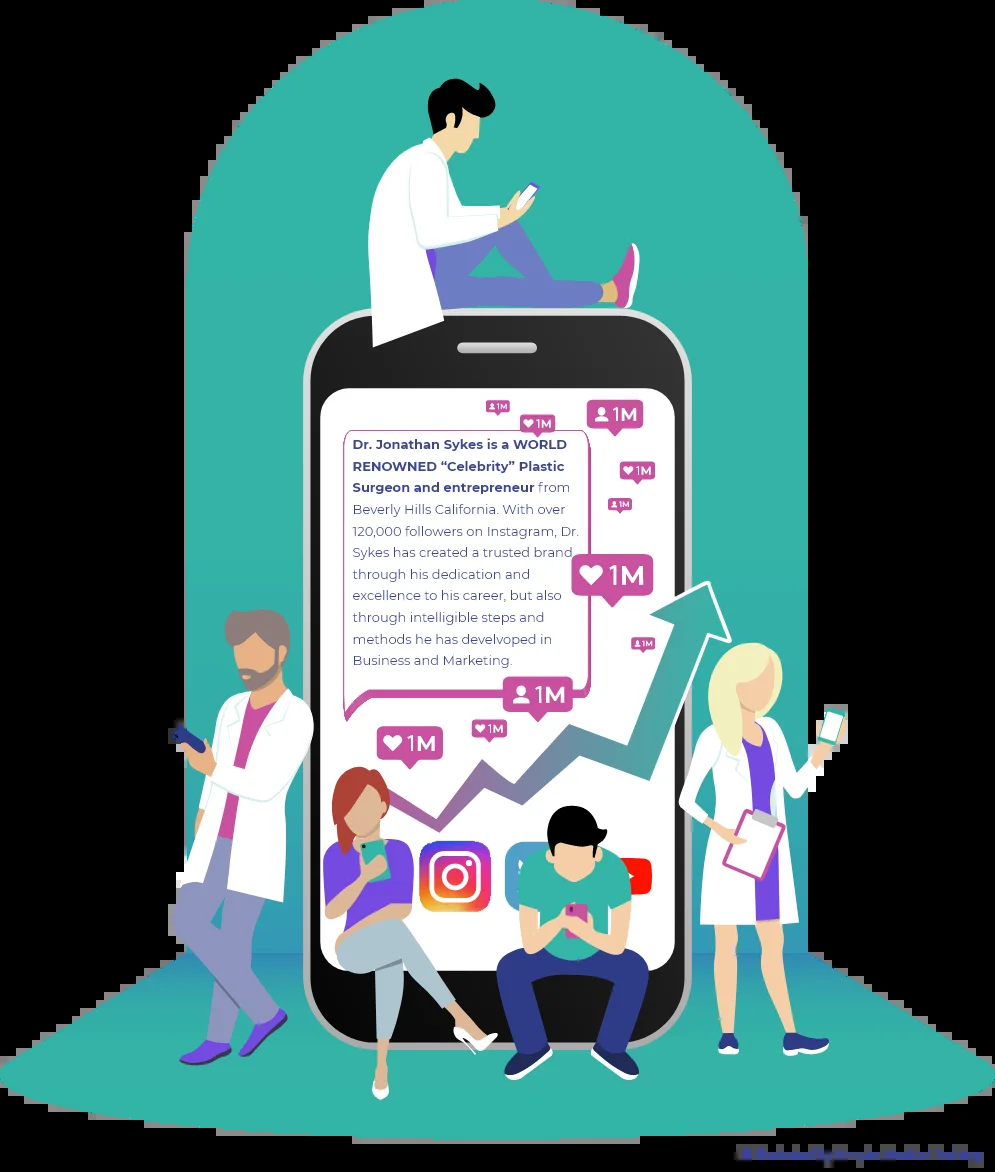 1M
1M
1M
Dr. Jonathan Sykes is a WORLD
RENOWNED “Celebrity” Plastic
Surgeon and entrepreneur from
Beverly Hills California. With over
120,000 followers on Instagram, Dr.
Sykes has created a trusted brand
through his dedication and
excellence to his career, but also
through intelligible steps and
methods he has develvoped in
Business and Marketing.
1M
1M
1M
1M
1M
1M
1M